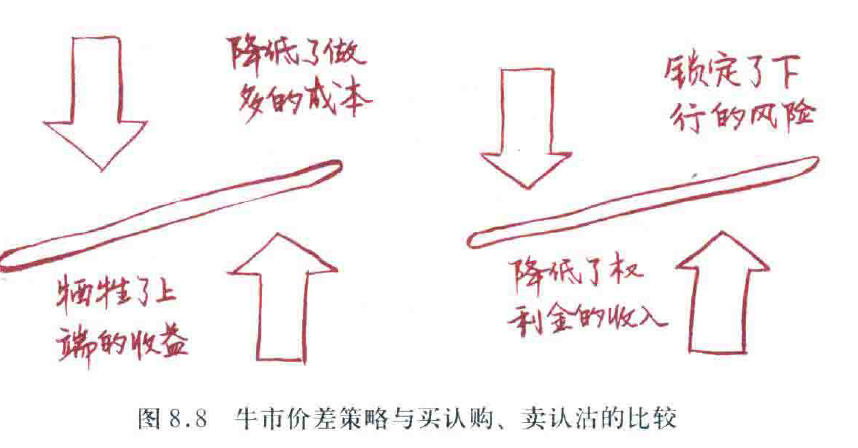 降低了做
多的成本
牺牲了上
端的收益
锁定了下
行的风险
降低了权
利金的收入
图8.8 牛市价差策略与买认购、卖认沽的比较